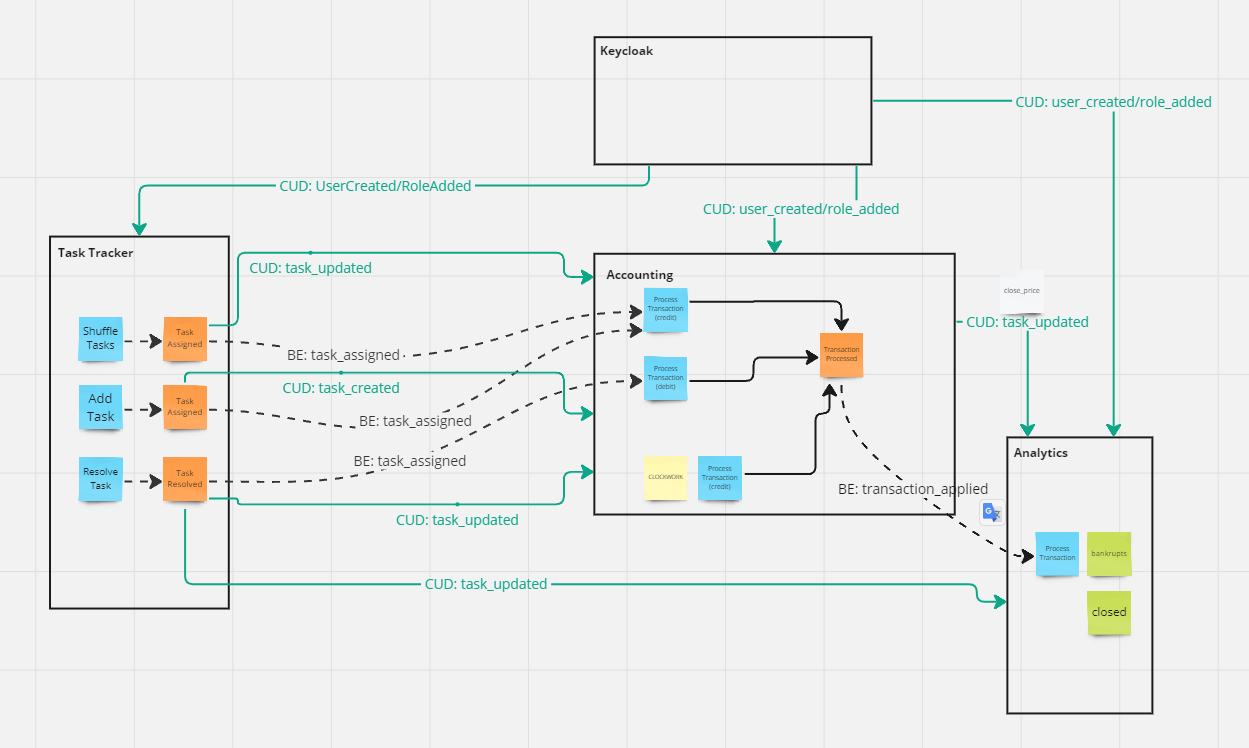 Keycloak
CUD: user_created/role_added
CUD: UserCreated/RoleAdded
CUD: user_created/role_added
Task Tracker
CUD: task_updated
Accounting
close_price
CUD: task_updated
Shuffle
Tasks
Task
Assigned
BE: task_assigned
Process
Transaction
(credit)
Transaction
Processed
CUD: task_created
Process
Transaction
(debit)
Add
Task
Task
Assigned
BE: task_assigned
BE: task_assigned
Resolve
Task
Task
Resolved
CLOCKWORK
Process
Transaction
(credit)
BE: transaction_applied
CUD: task_updated
Analytics
G
Process
Transaction
bankrupts
closed
CUD: task_updated